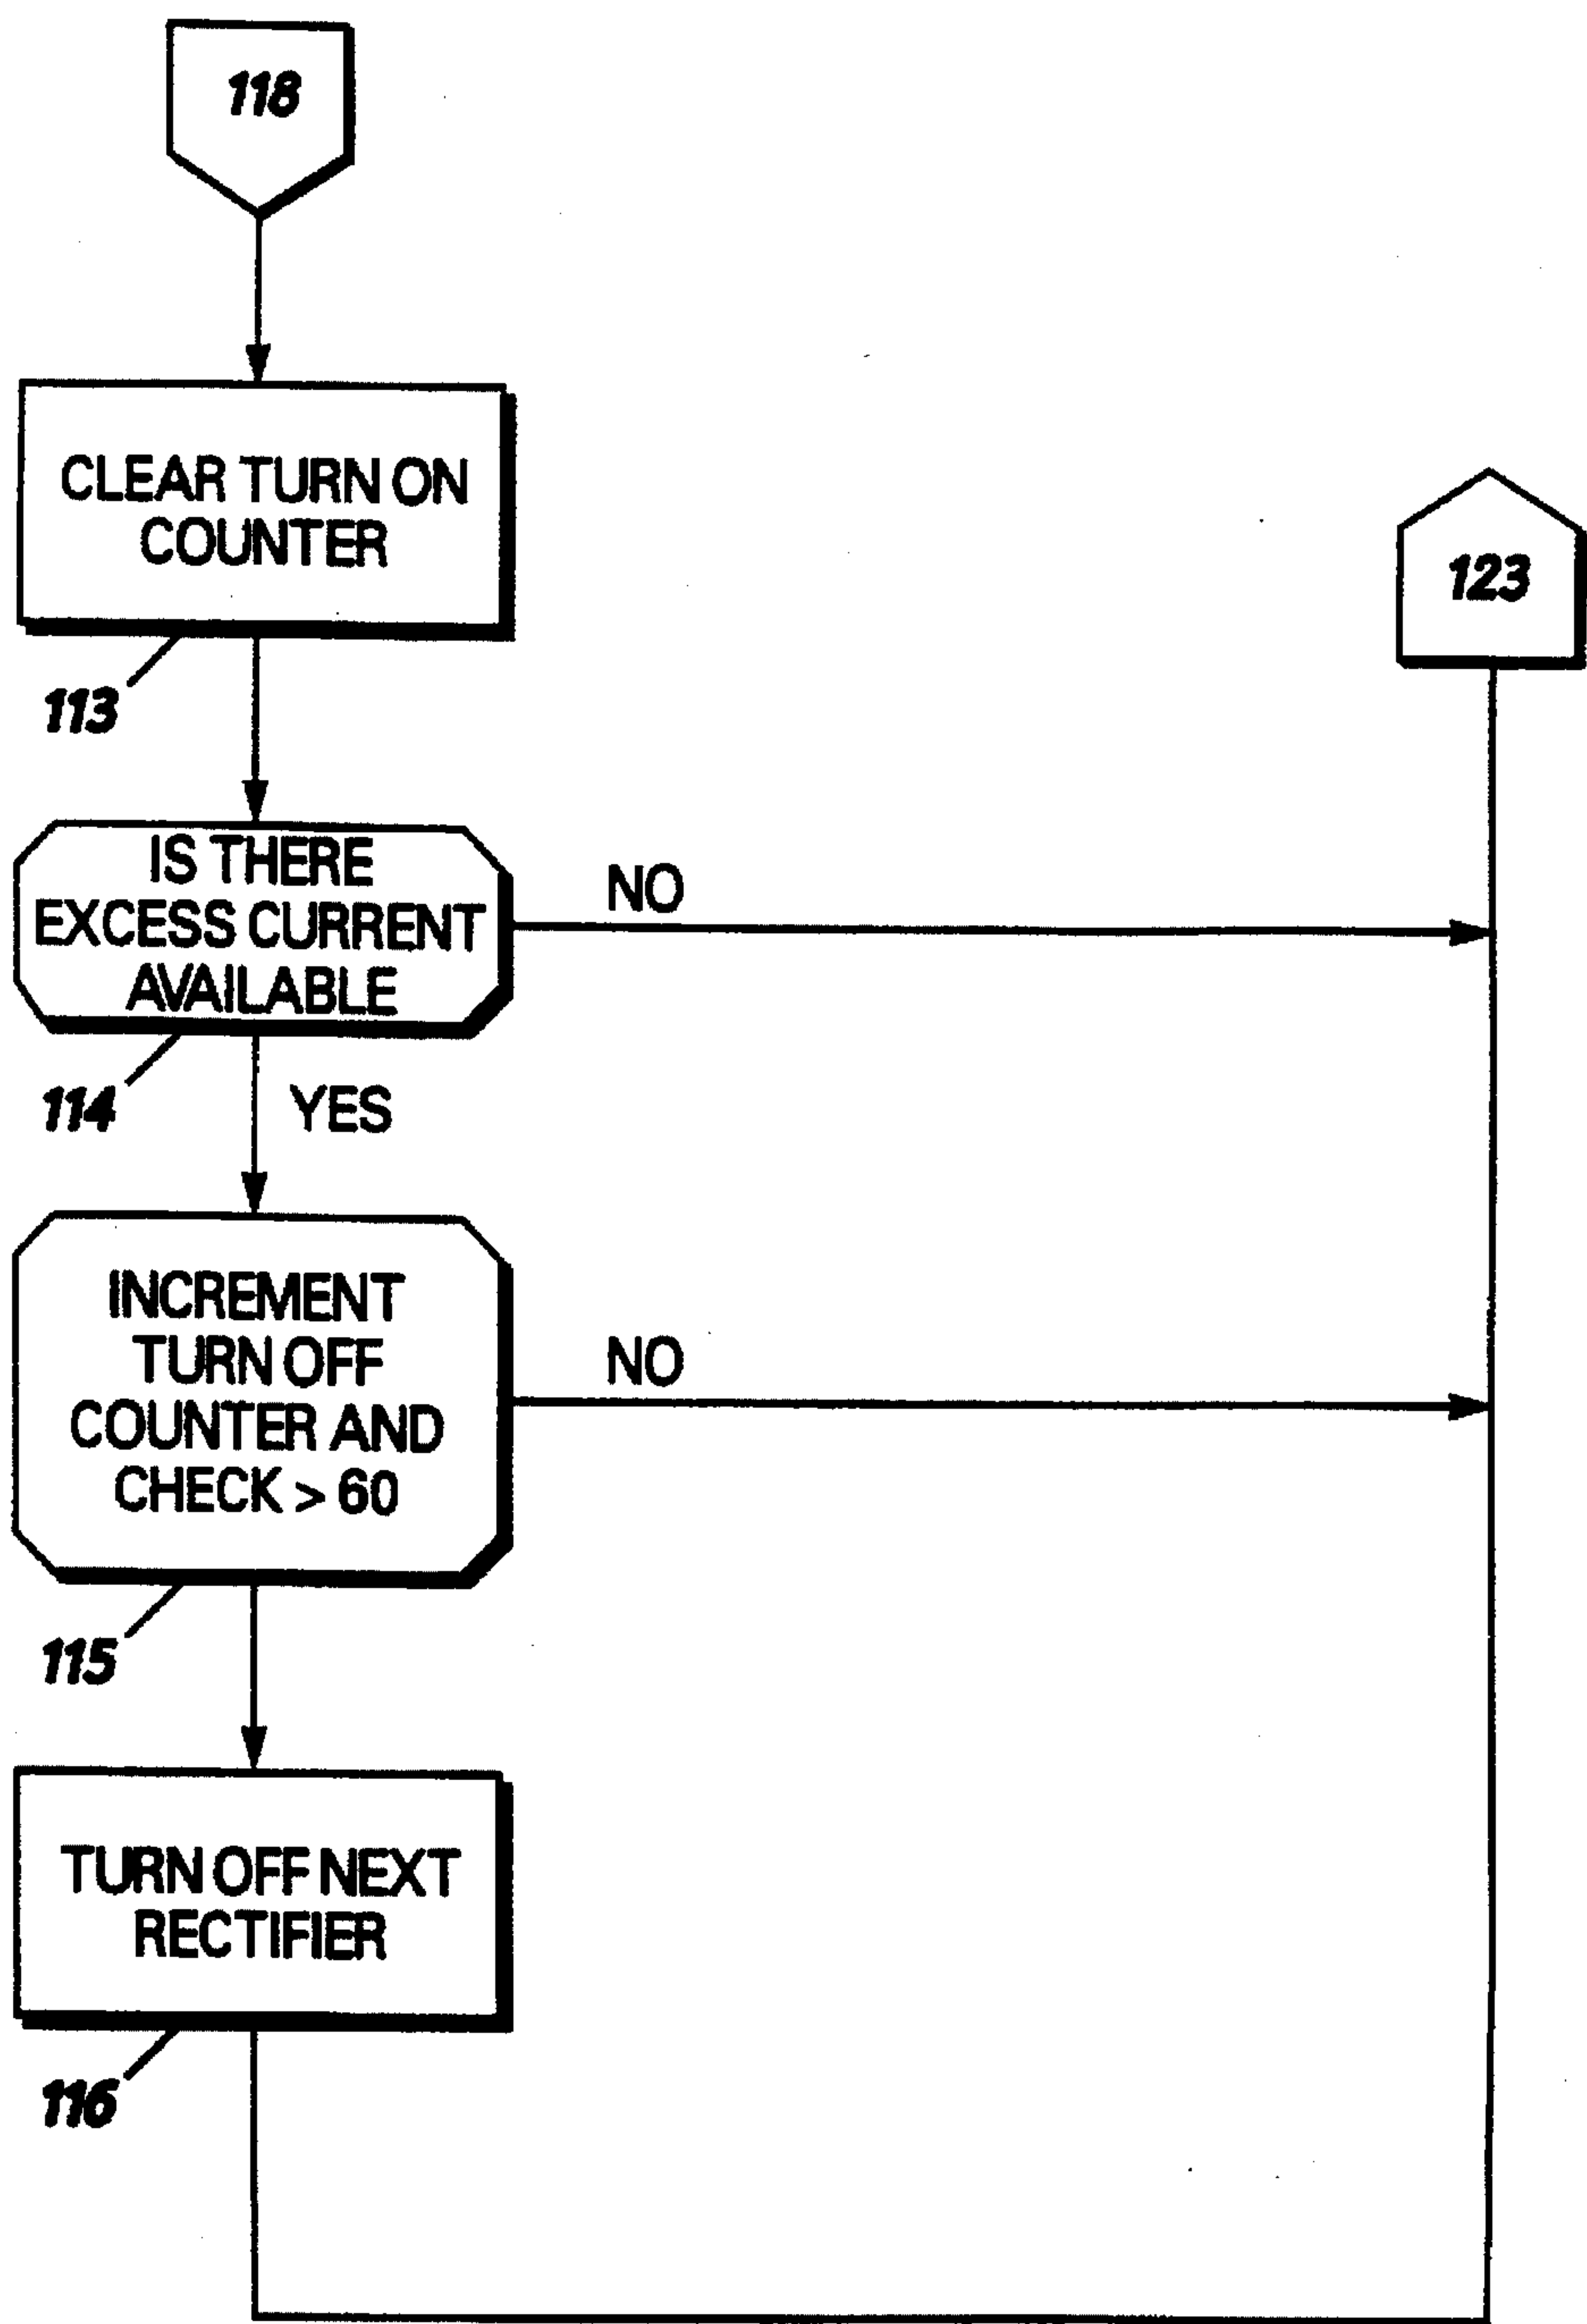 118
CLEAR TURN ON
COUNTER
123
113
IS THERE
EXCESS CURRENT
AVAILABLE
NO
114
YES
INCREMENT
TURN OFF
COUNTER AND
CHECK > 60
NO
115
TURN OFF NEXT
RECTIFIER
116